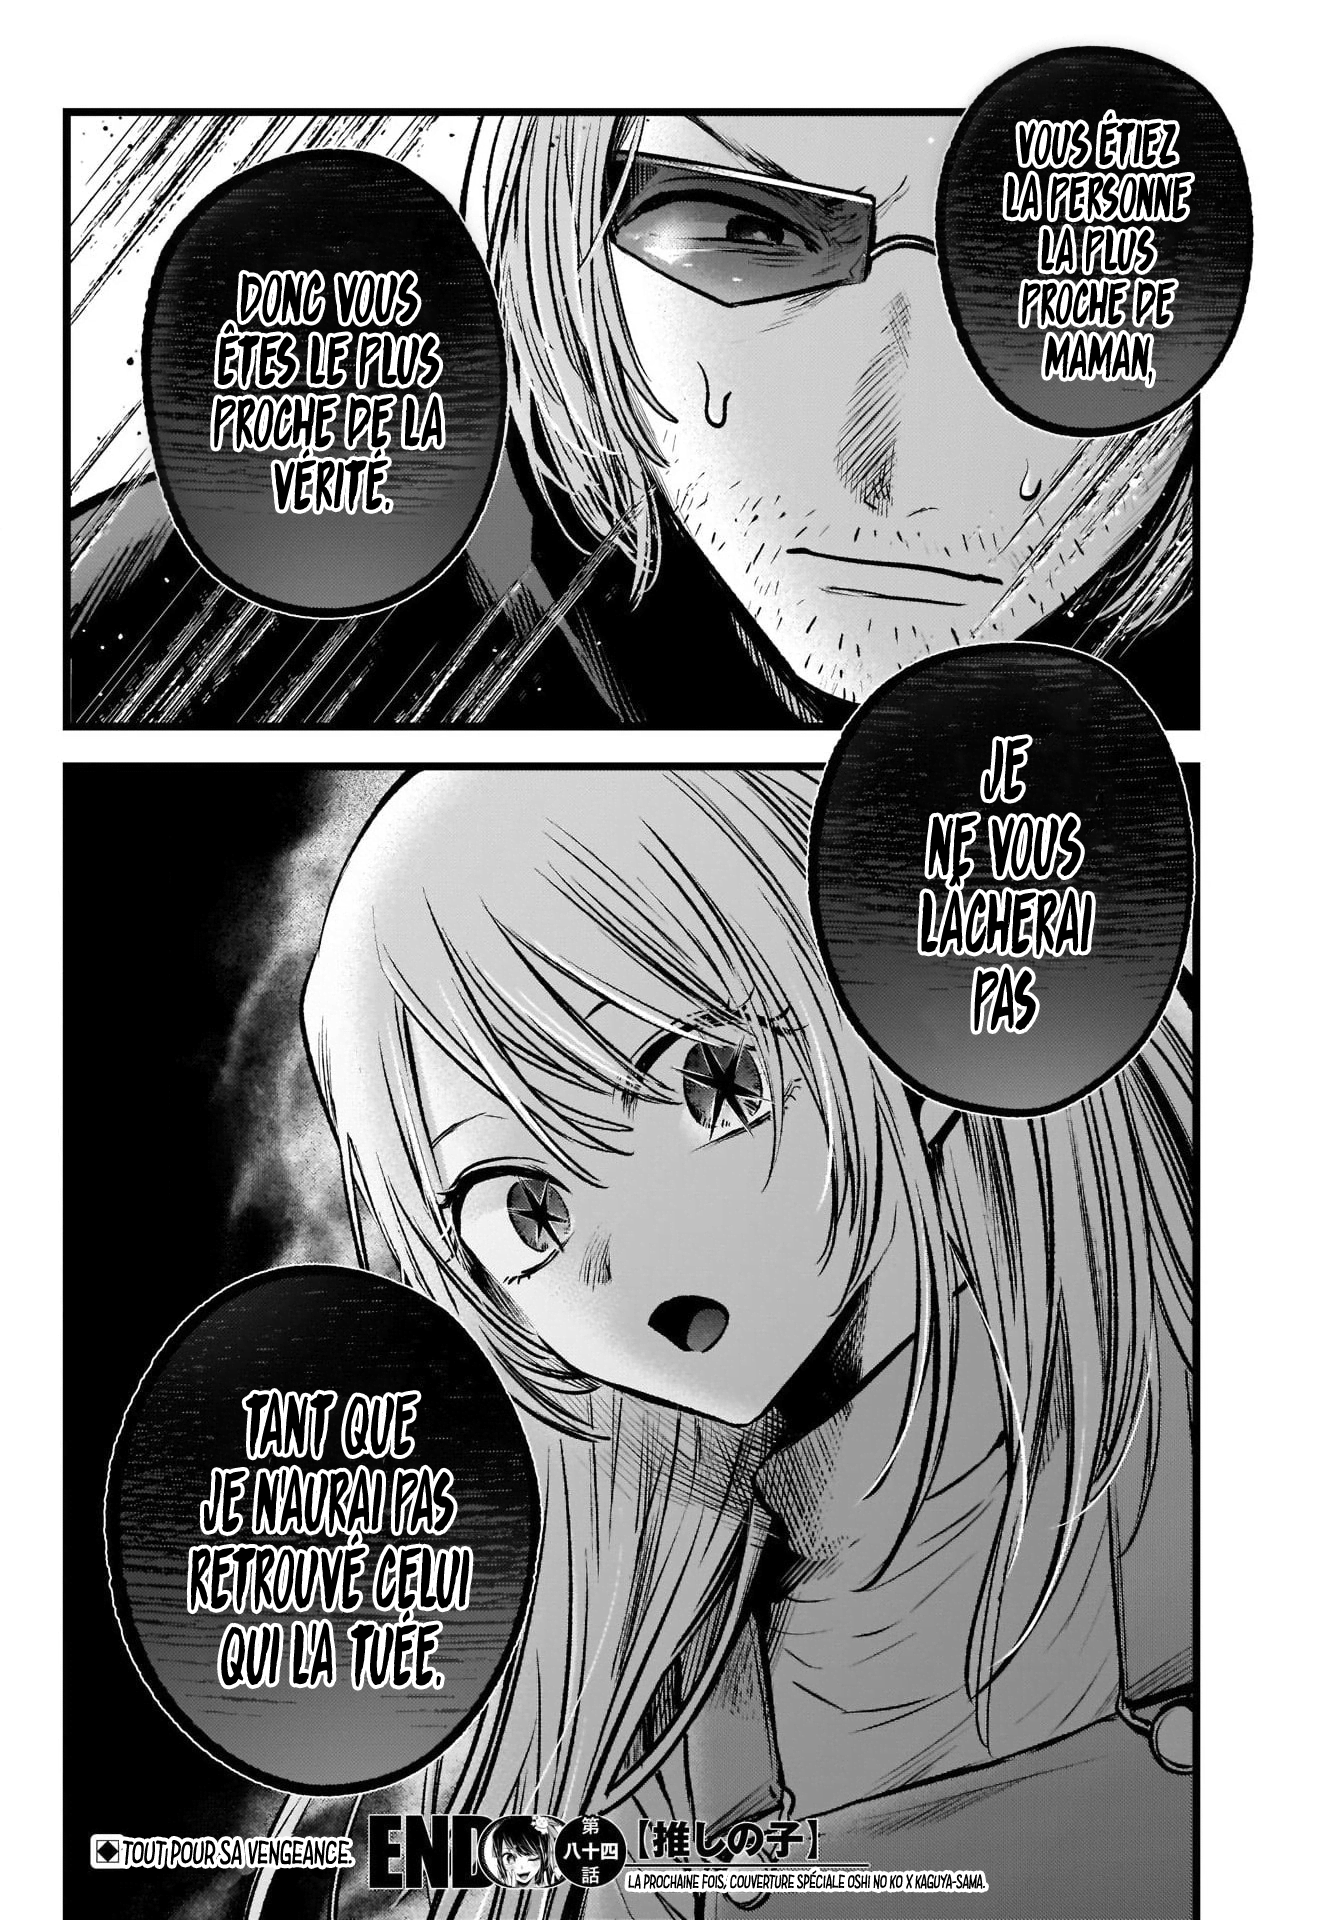 VOUS ÉTIEZ
LA PERSONNE
LA PLUS
PROCHE DE
MAMAN,
DONC VOUS
ÊTES LE PLUS
PROCHE DE LA
VÉRITÉ.
JE
NE VOUS
LÂCHERAI
PAS
TANT QUE
JE N'AURAI PAS
RETROUVÉ CELUI
QUI L'A TUÉE.
TOUT POUR SA VENGEANCE.
END
第
八十四
話
【推しの子】
LA PROCHAINE FOIS, COUVERTURE SPÉCIALE OSHI NO KO X KAGUYA-SAMA.